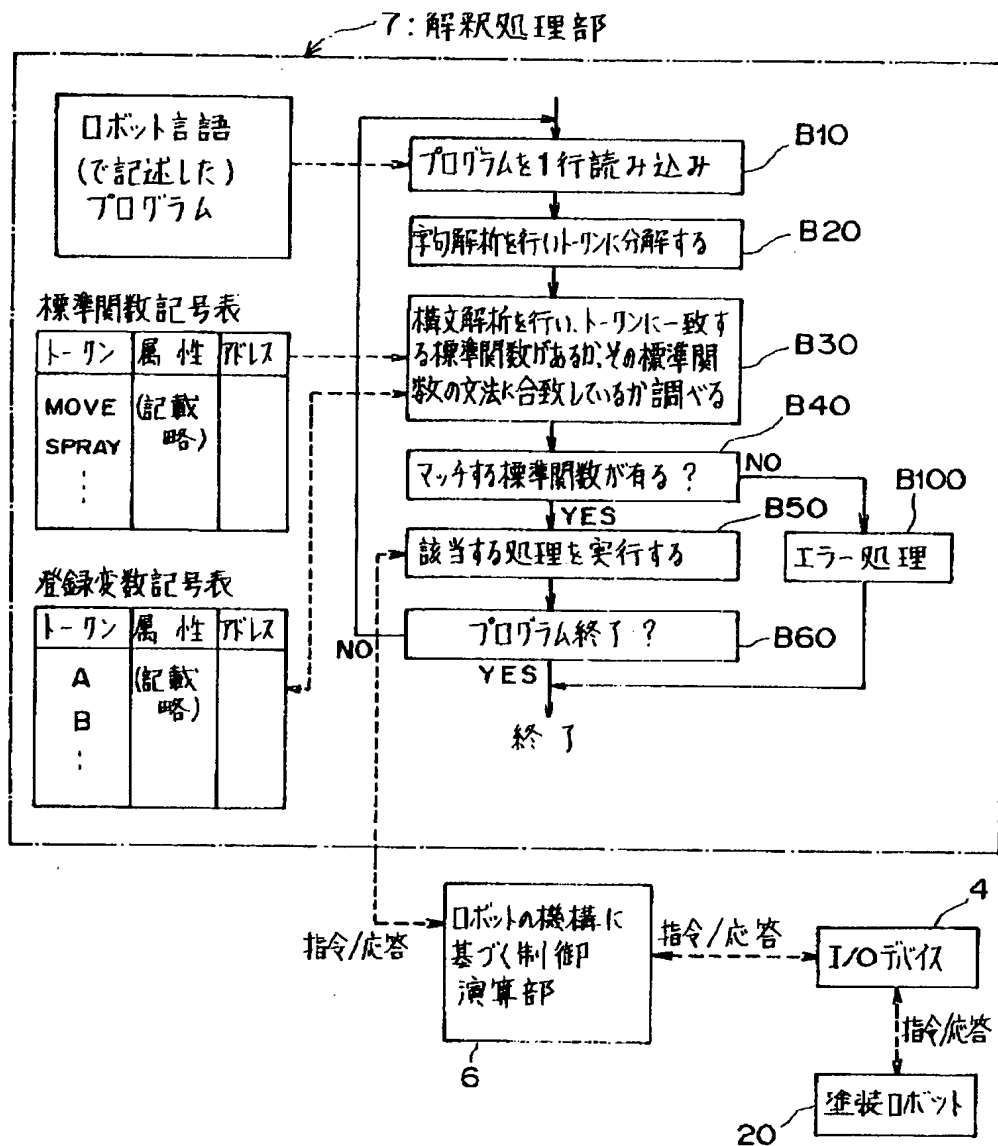 7:解釈処理部
ロボット言語
(で記述した)
プログラム
プログラムを1行読み込み
B10
字句解析を行いトークンに分解する
B20
標準関数記号表
トークン 属性 アドレス
MOVE (記載
SPRAY 略)
⋮
構文解析を行い、トークンに一致す
る標準関数があるか、その標準関
数の文法に合致しているか調べる
B30
B40
マッチする標準関数が有る?
NO
YES
B50
B100
該当する処理を実行する
エラー処理
登録変数記号表
トークン 属性 アドレス
A (記載
B 略)
⋮
プログラム終了?
B60
NO
YES
終了
指令/応答
ロボットの機構に
基づく制御
演算部
6
指令/応答
4
I/Oデバイス
指令/応答
塗装ロボット
20